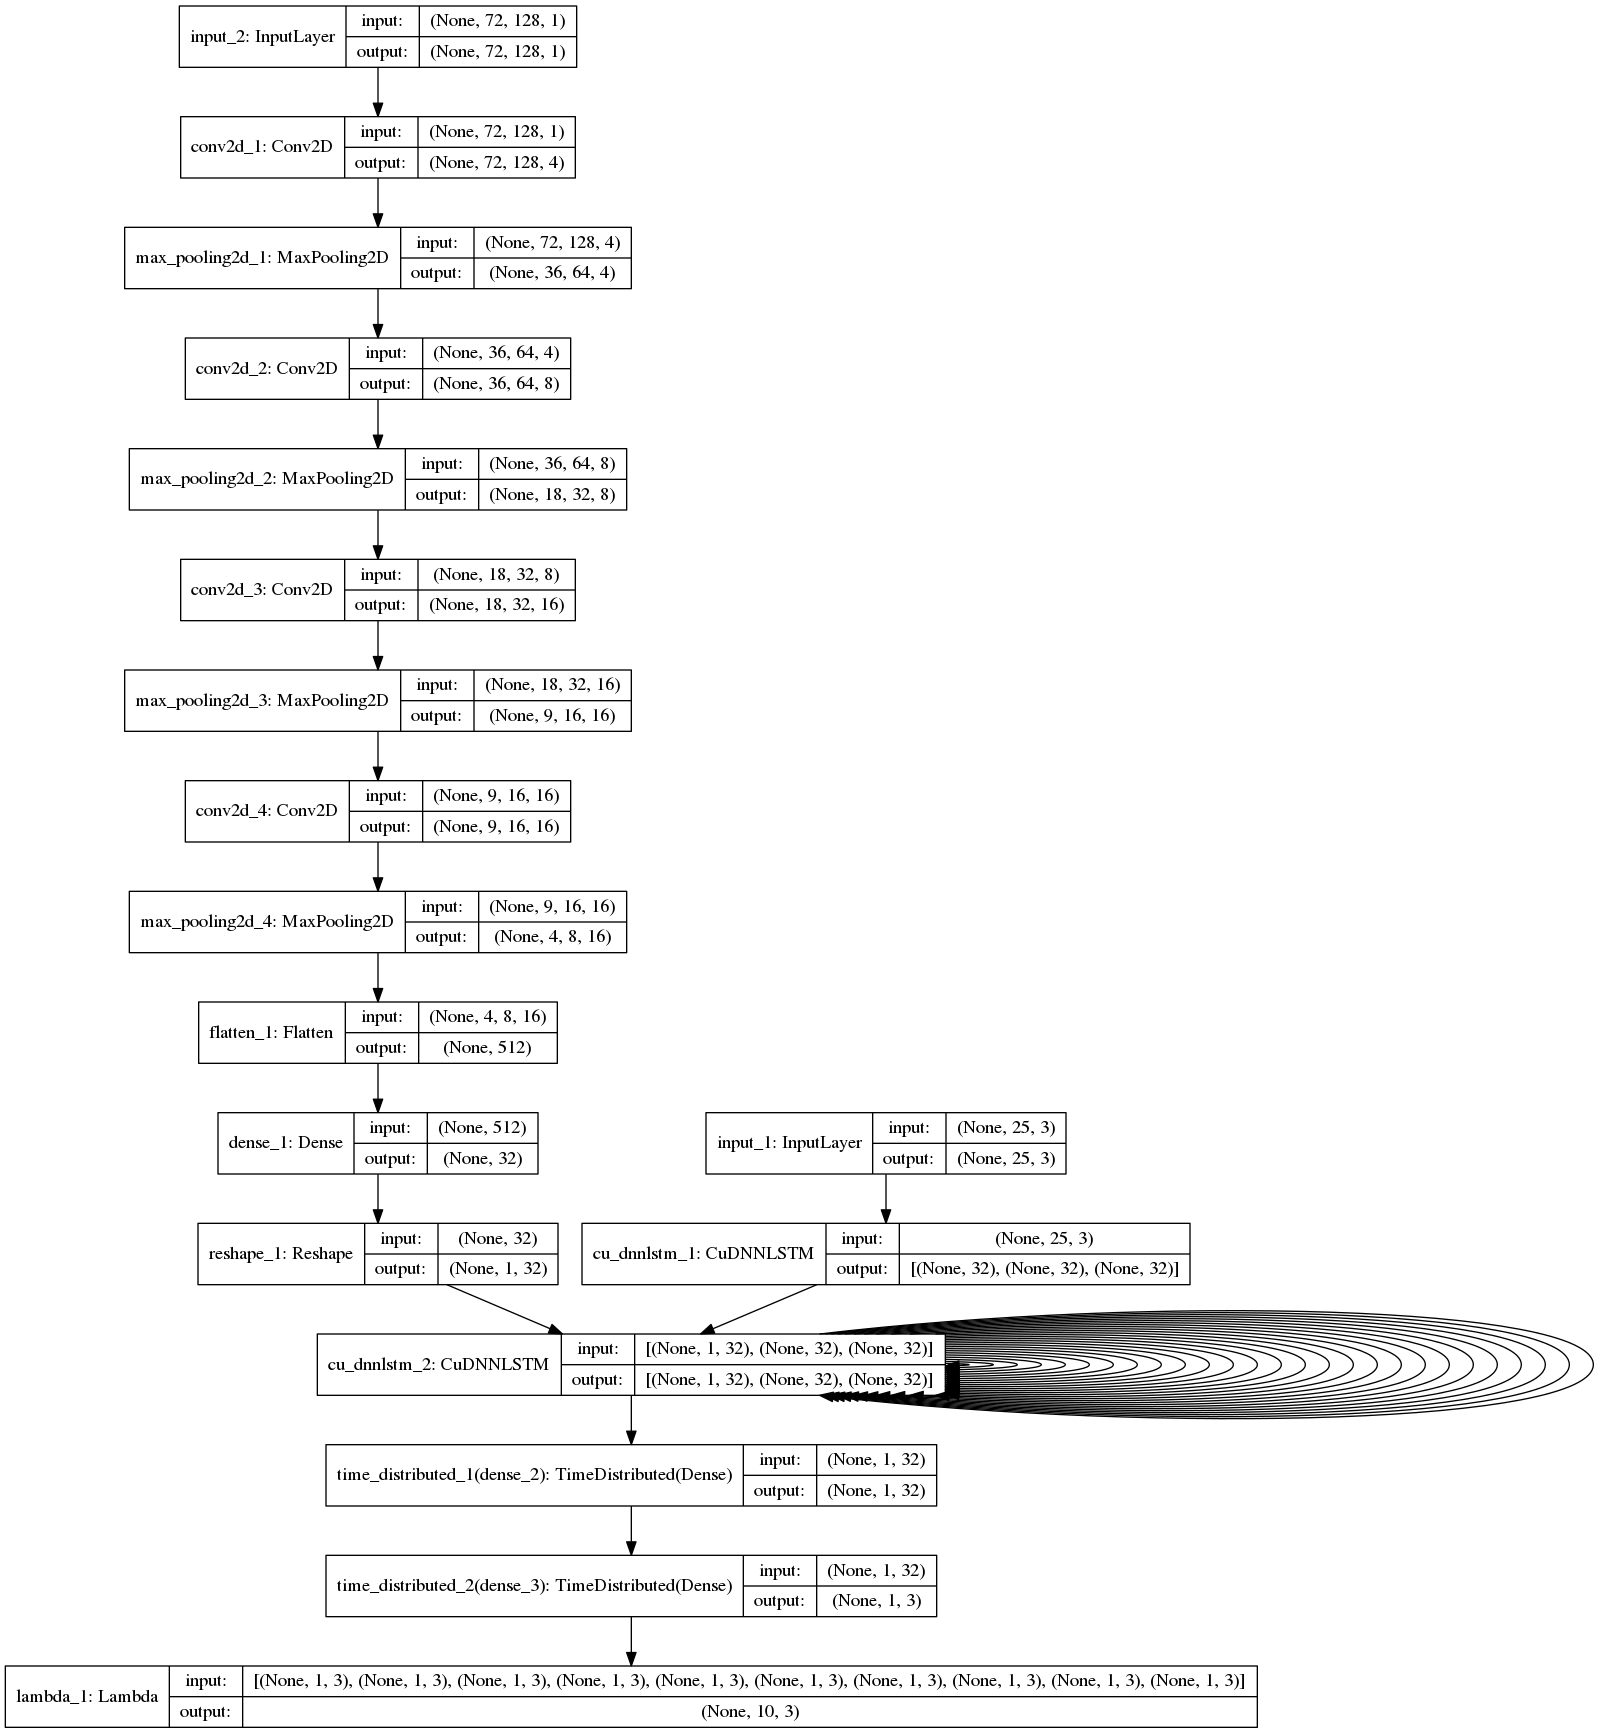 input_2: InputLayer
input: (None, 72, 128, 1)
output: (None, 72, 128, 1)
conv2d_1: Conv2D
input: (None, 72, 128, 1)
output: (None, 72, 128, 4)
max_pooling2d_1: MaxPooling2D
input: (None, 72, 128, 4)
output: (None, 36, 64, 4)
conv2d_2: Conv2D
input: (None, 36, 64, 4)
output: (None, 36, 64, 8)
max_pooling2d_2: MaxPooling2D
input: (None, 36, 64, 8)
output: (None, 18, 32, 8)
conv2d_3: Conv2D
input: (None, 18, 32, 8)
output: (None, 18, 32, 16)
max_pooling2d_3: MaxPooling2D
input: (None, 18, 32, 16)
output: (None, 9, 16, 16)
conv2d_4: Conv2D
input: (None, 9, 16, 16)
output: (None, 9, 16, 16)
max_pooling2d_4: MaxPooling2D
input: (None, 9, 16, 16)
output: (None, 4, 8, 16)
flatten_1: Flatten
input: (None, 4, 8, 16)
output: (None, 512)
dense_1: Dense
input: (None, 512)
output: (None, 32)
input_1: InputLayer
input: (None, 25, 3)
output: (None, 25, 3)
reshape_1: Reshape
input: (None, 32)
output: (None, 1, 32)
cu_dnnlstm_1: CuDNNLSTM
input: (None, 25, 3)
output: [(None, 32), (None, 32), (None, 32)]
cu_dnnlstm_2: CuDNNLSTM
input: [(None, 1, 32), (None, 32), (None, 32)]
output: [(None, 1, 32), (None, 32), (None, 32)]
time_distributed_1(dense_2): TimeDistributed(Dense)
input: (None, 1, 32)
output: (None, 1, 32)
time_distributed_2(dense_3): TimeDistributed(Dense)
input: (None, 1, 32)
output: (None, 1, 3)
lambda_1: Lambda
input: [(None, 1, 3), (None, 1, 3), (None, 1, 3), (None, 1, 3), (None, 1, 3), (None, 1, 3), (None, 1, 3), (None, 1, 3), (None, 1, 3), (None, 1, 3)]
output: (None, 10, 3)